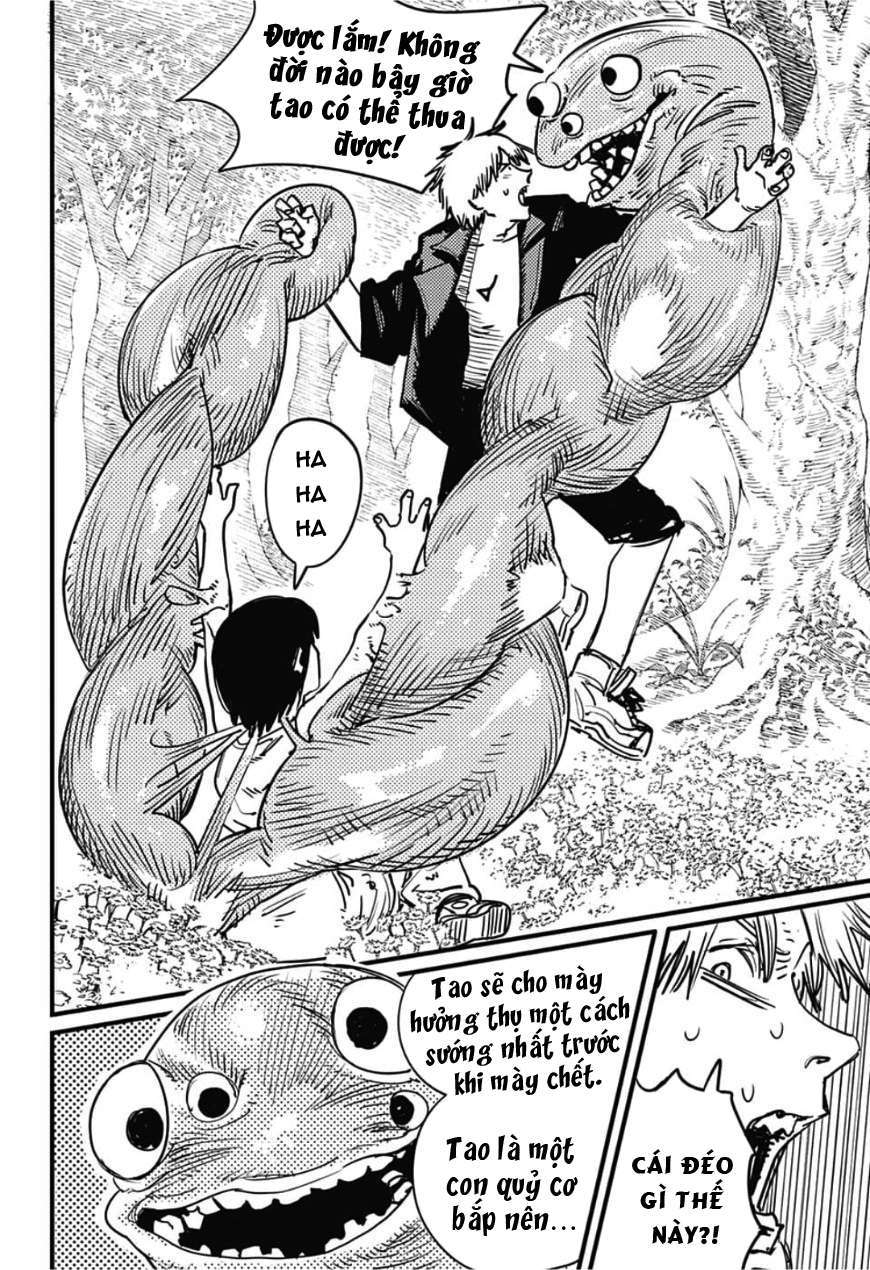 Được lắm! Không
đời nào bây giờ
tao có thể thua
được!
HA
HA
HA
Tao sẽ cho mày
hưởng thụ một cách
sướng nhất trước
khi mày chết.
Tao là một
con quỷ cơ
bắp nên...
CÁI ĐÉO
GÌ THẾ
NÀY?!